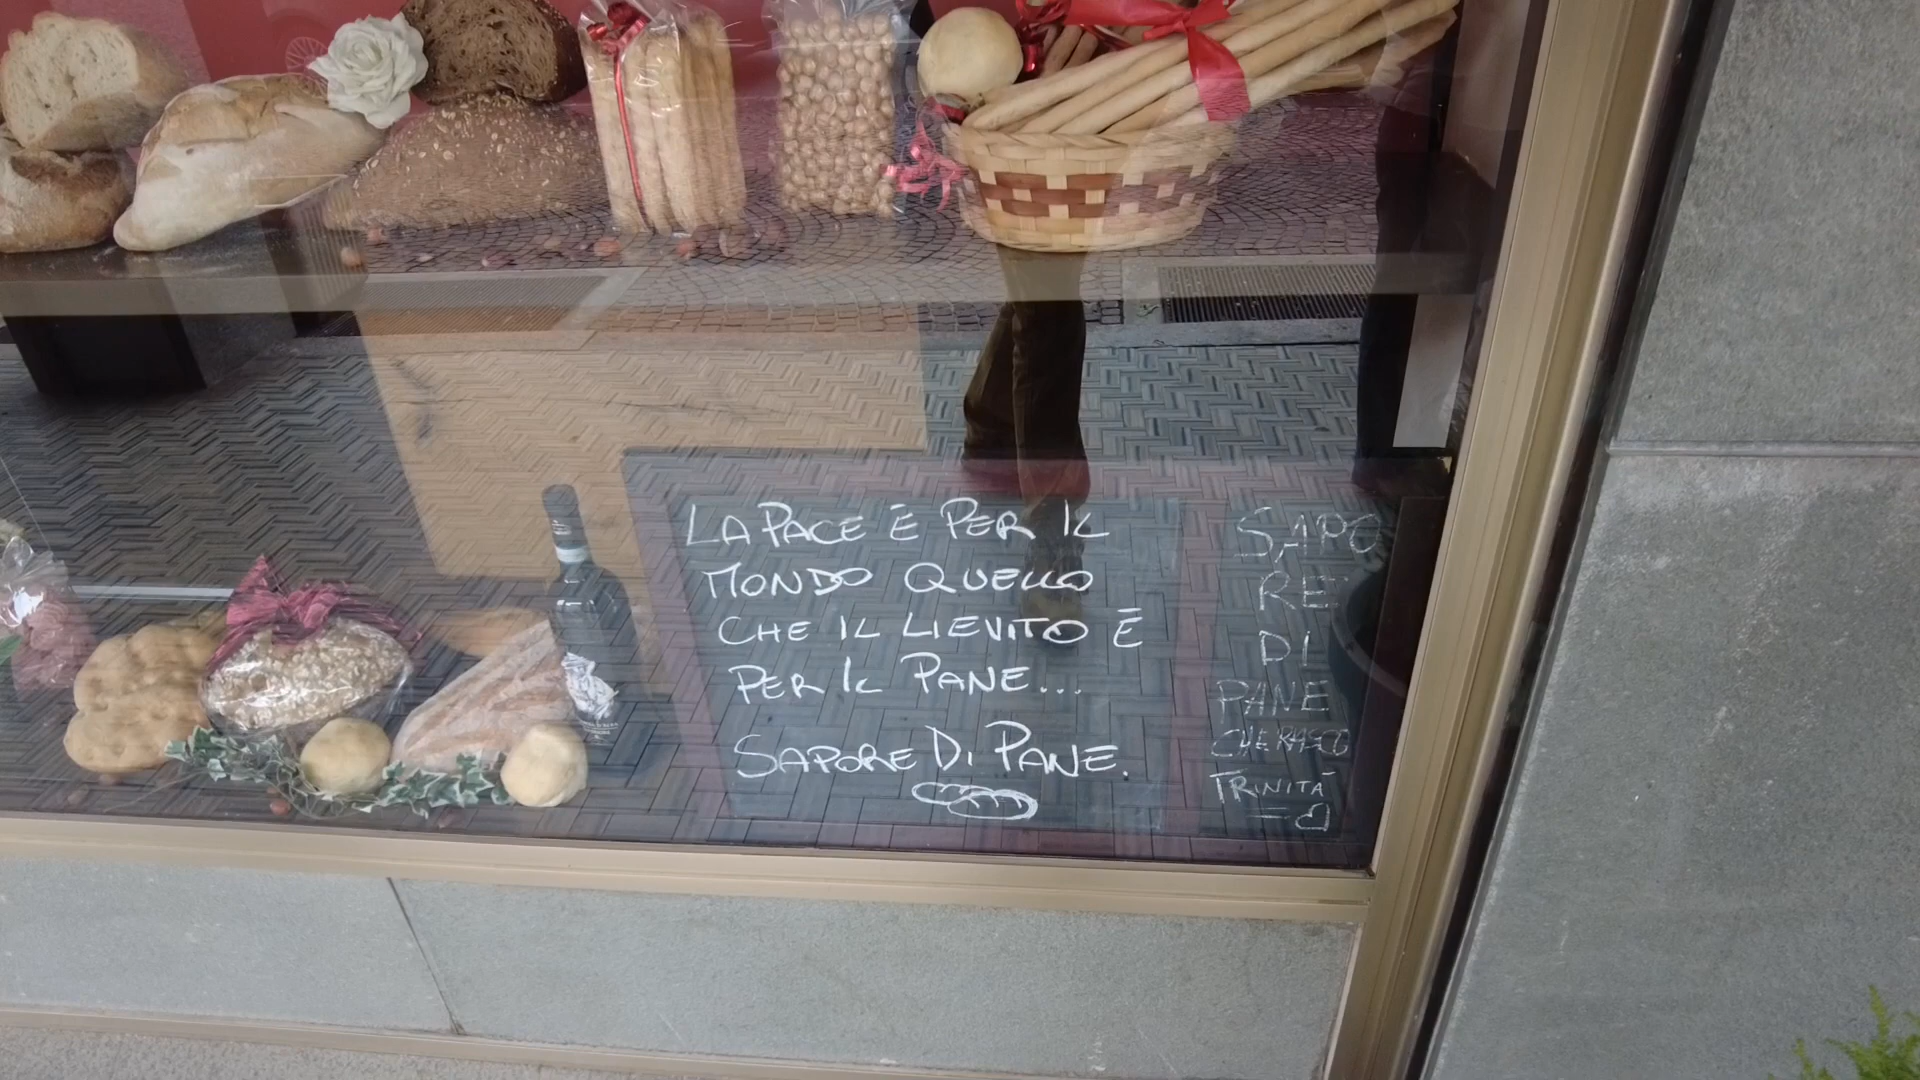 LA PACE È PER IL
MONDO QUELLO
CHE IL LIEVITO È
PER IL PANE...
SAPORE DI PANE.
SAPO
RE
DI
PANE
CHERASCO
TRINITÀ